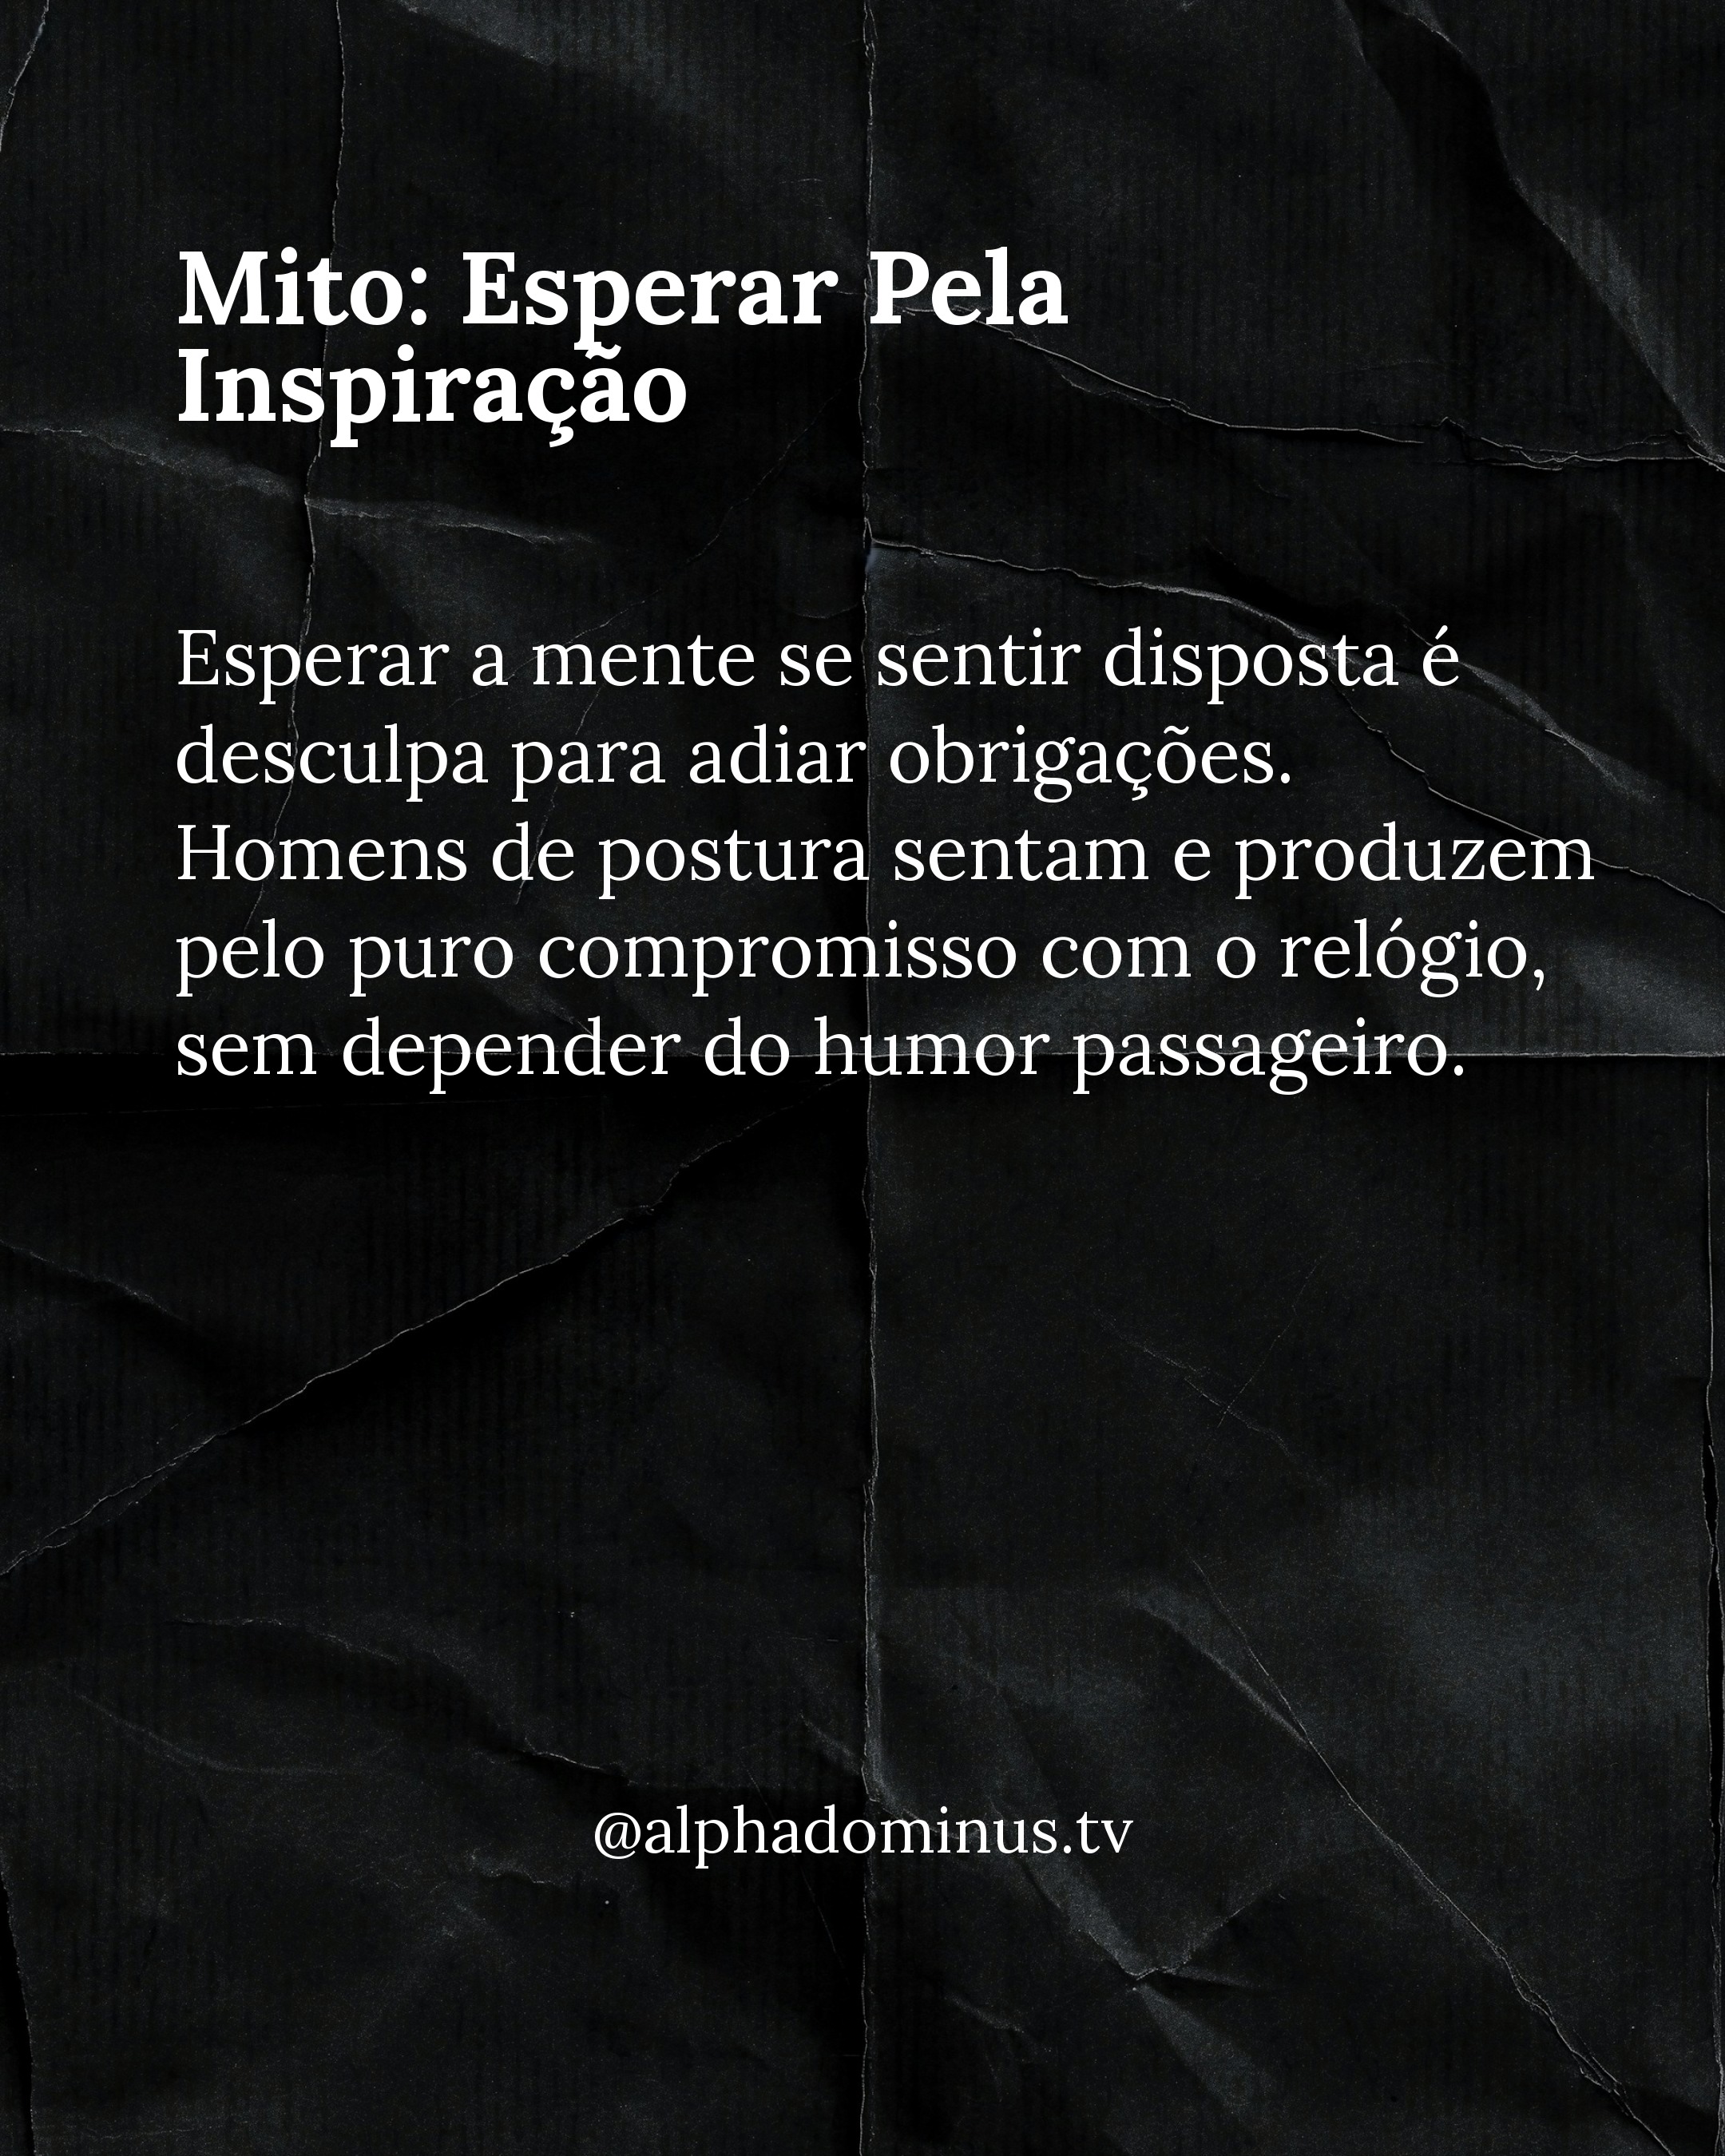 Mito: Esperar Pela
Inspiração
Esperar a mente se sentir disposta é
desculpa para adiar obrigações.
Homens de postura sentam e produzem
pelo puro compromisso com o relógio,
sem depender do humor passageiro.
@alphadominus.tv